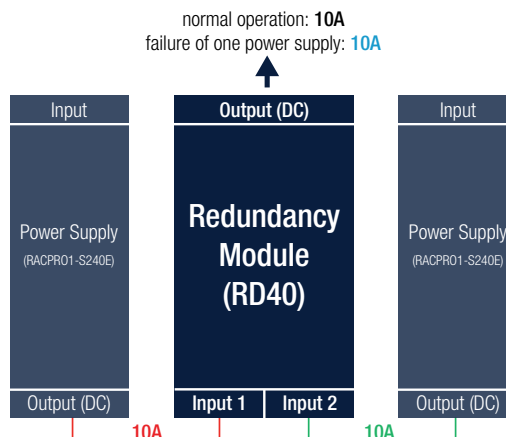 normal operation: 10A
failure of one power supply: 10A
Input
Output (DC)
Input
Power Supply
(RACPRO1-S240E)
Redundancy
Module
(RD40)
Power Supply
(RACPRO1-S240E)
Output (DC)
Input 1
Input 2
Output (DC)
10A
10A